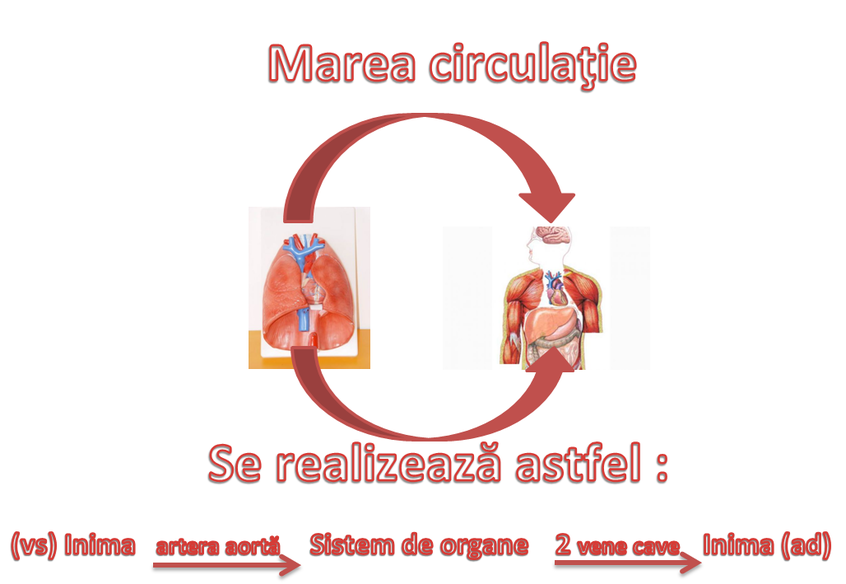 Marea circulaţie
Se realizează astfel :
(vs) Inima artera aortă Sistem de organe 2 vene cave Inima (ad)